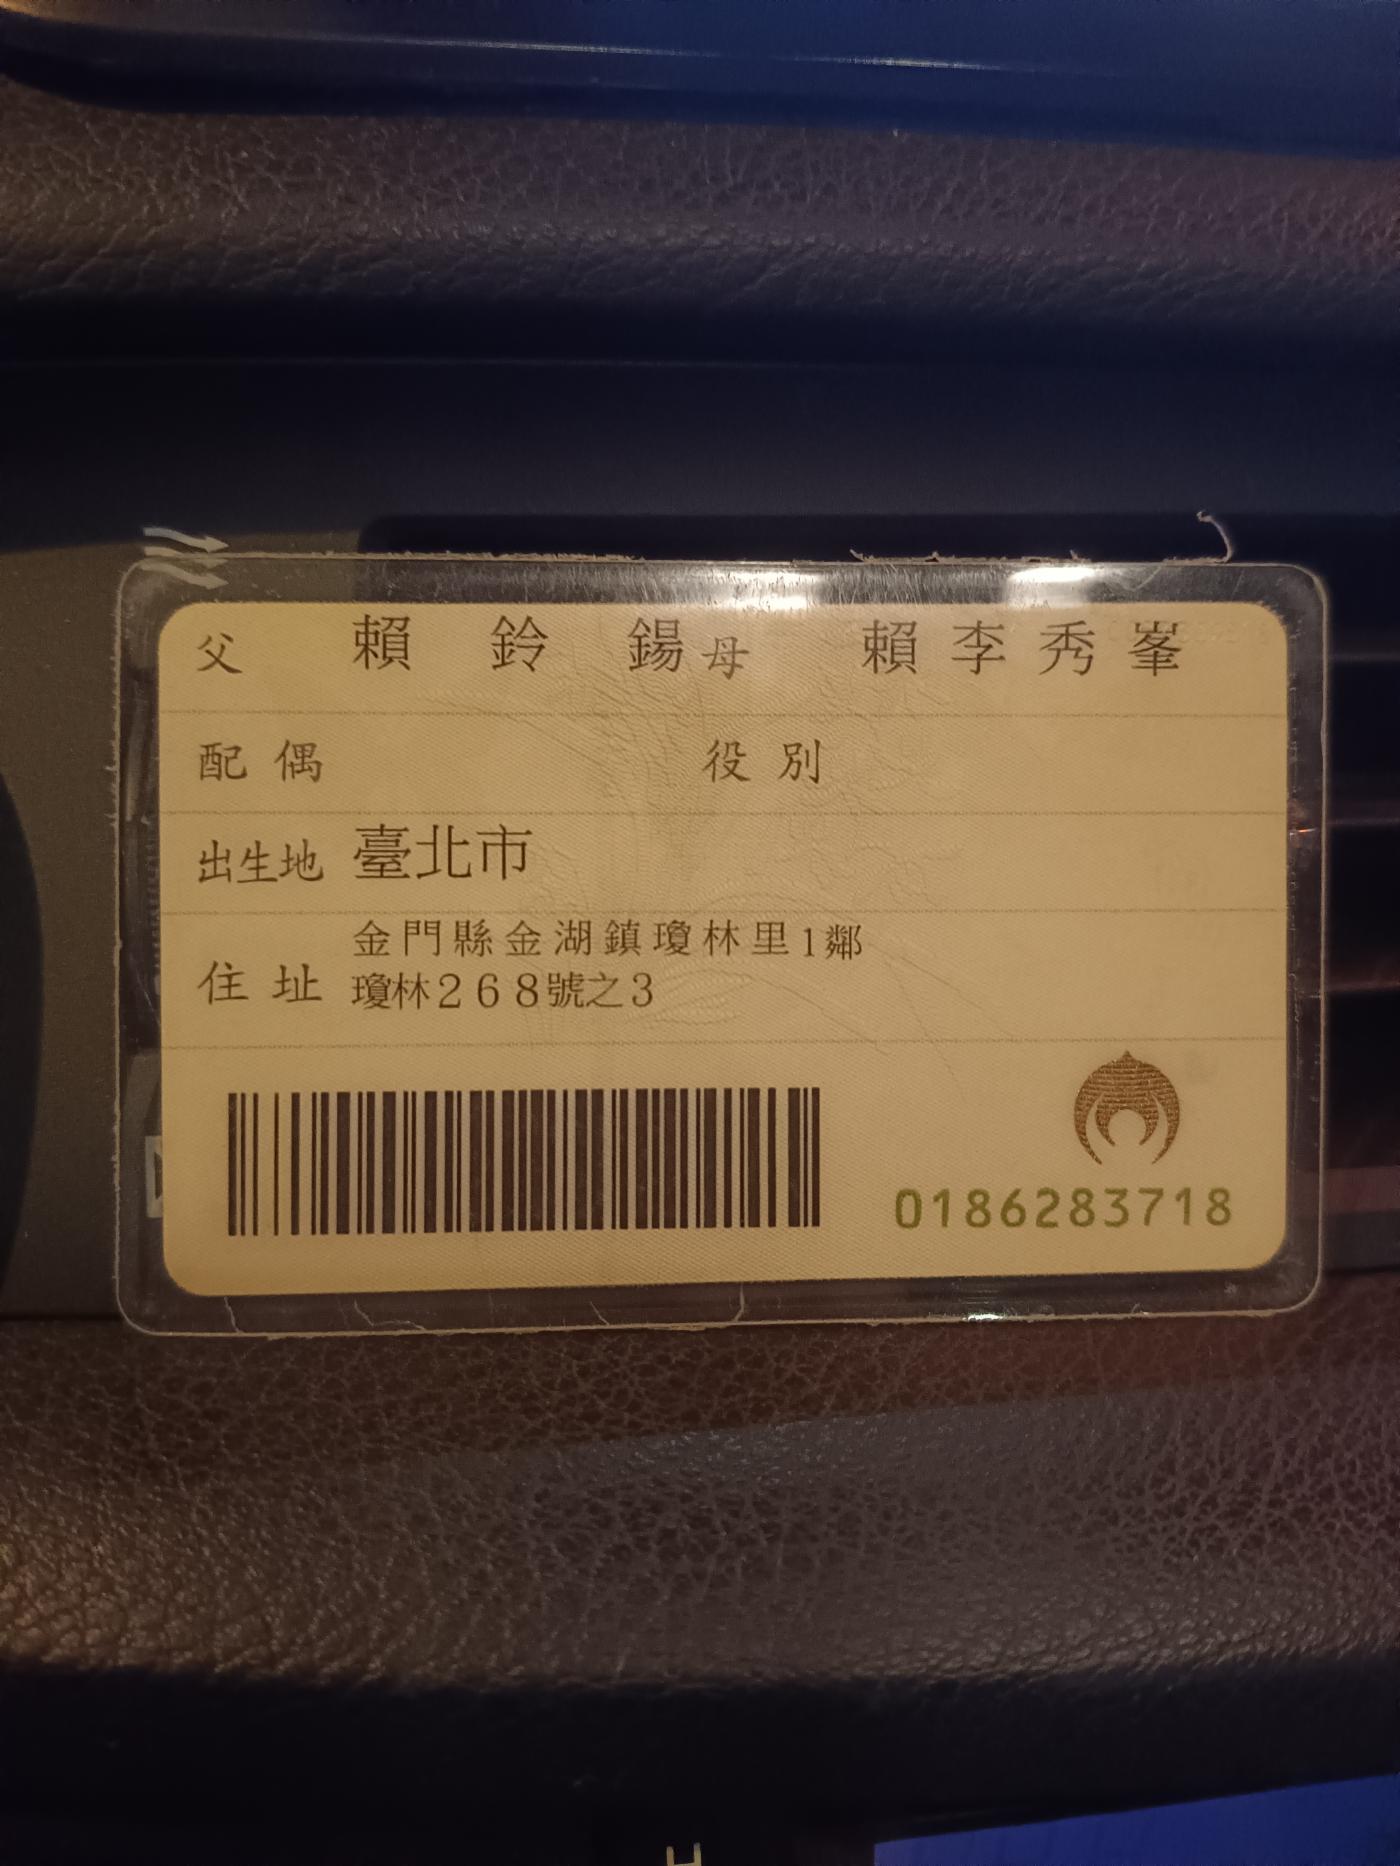 父 賴鈴鍚 母 賴李秀峯
配偶 役別
出生地 臺北市
住址 金門縣金湖鎮瓊林里1鄰
瓊林268號之3
0186283718